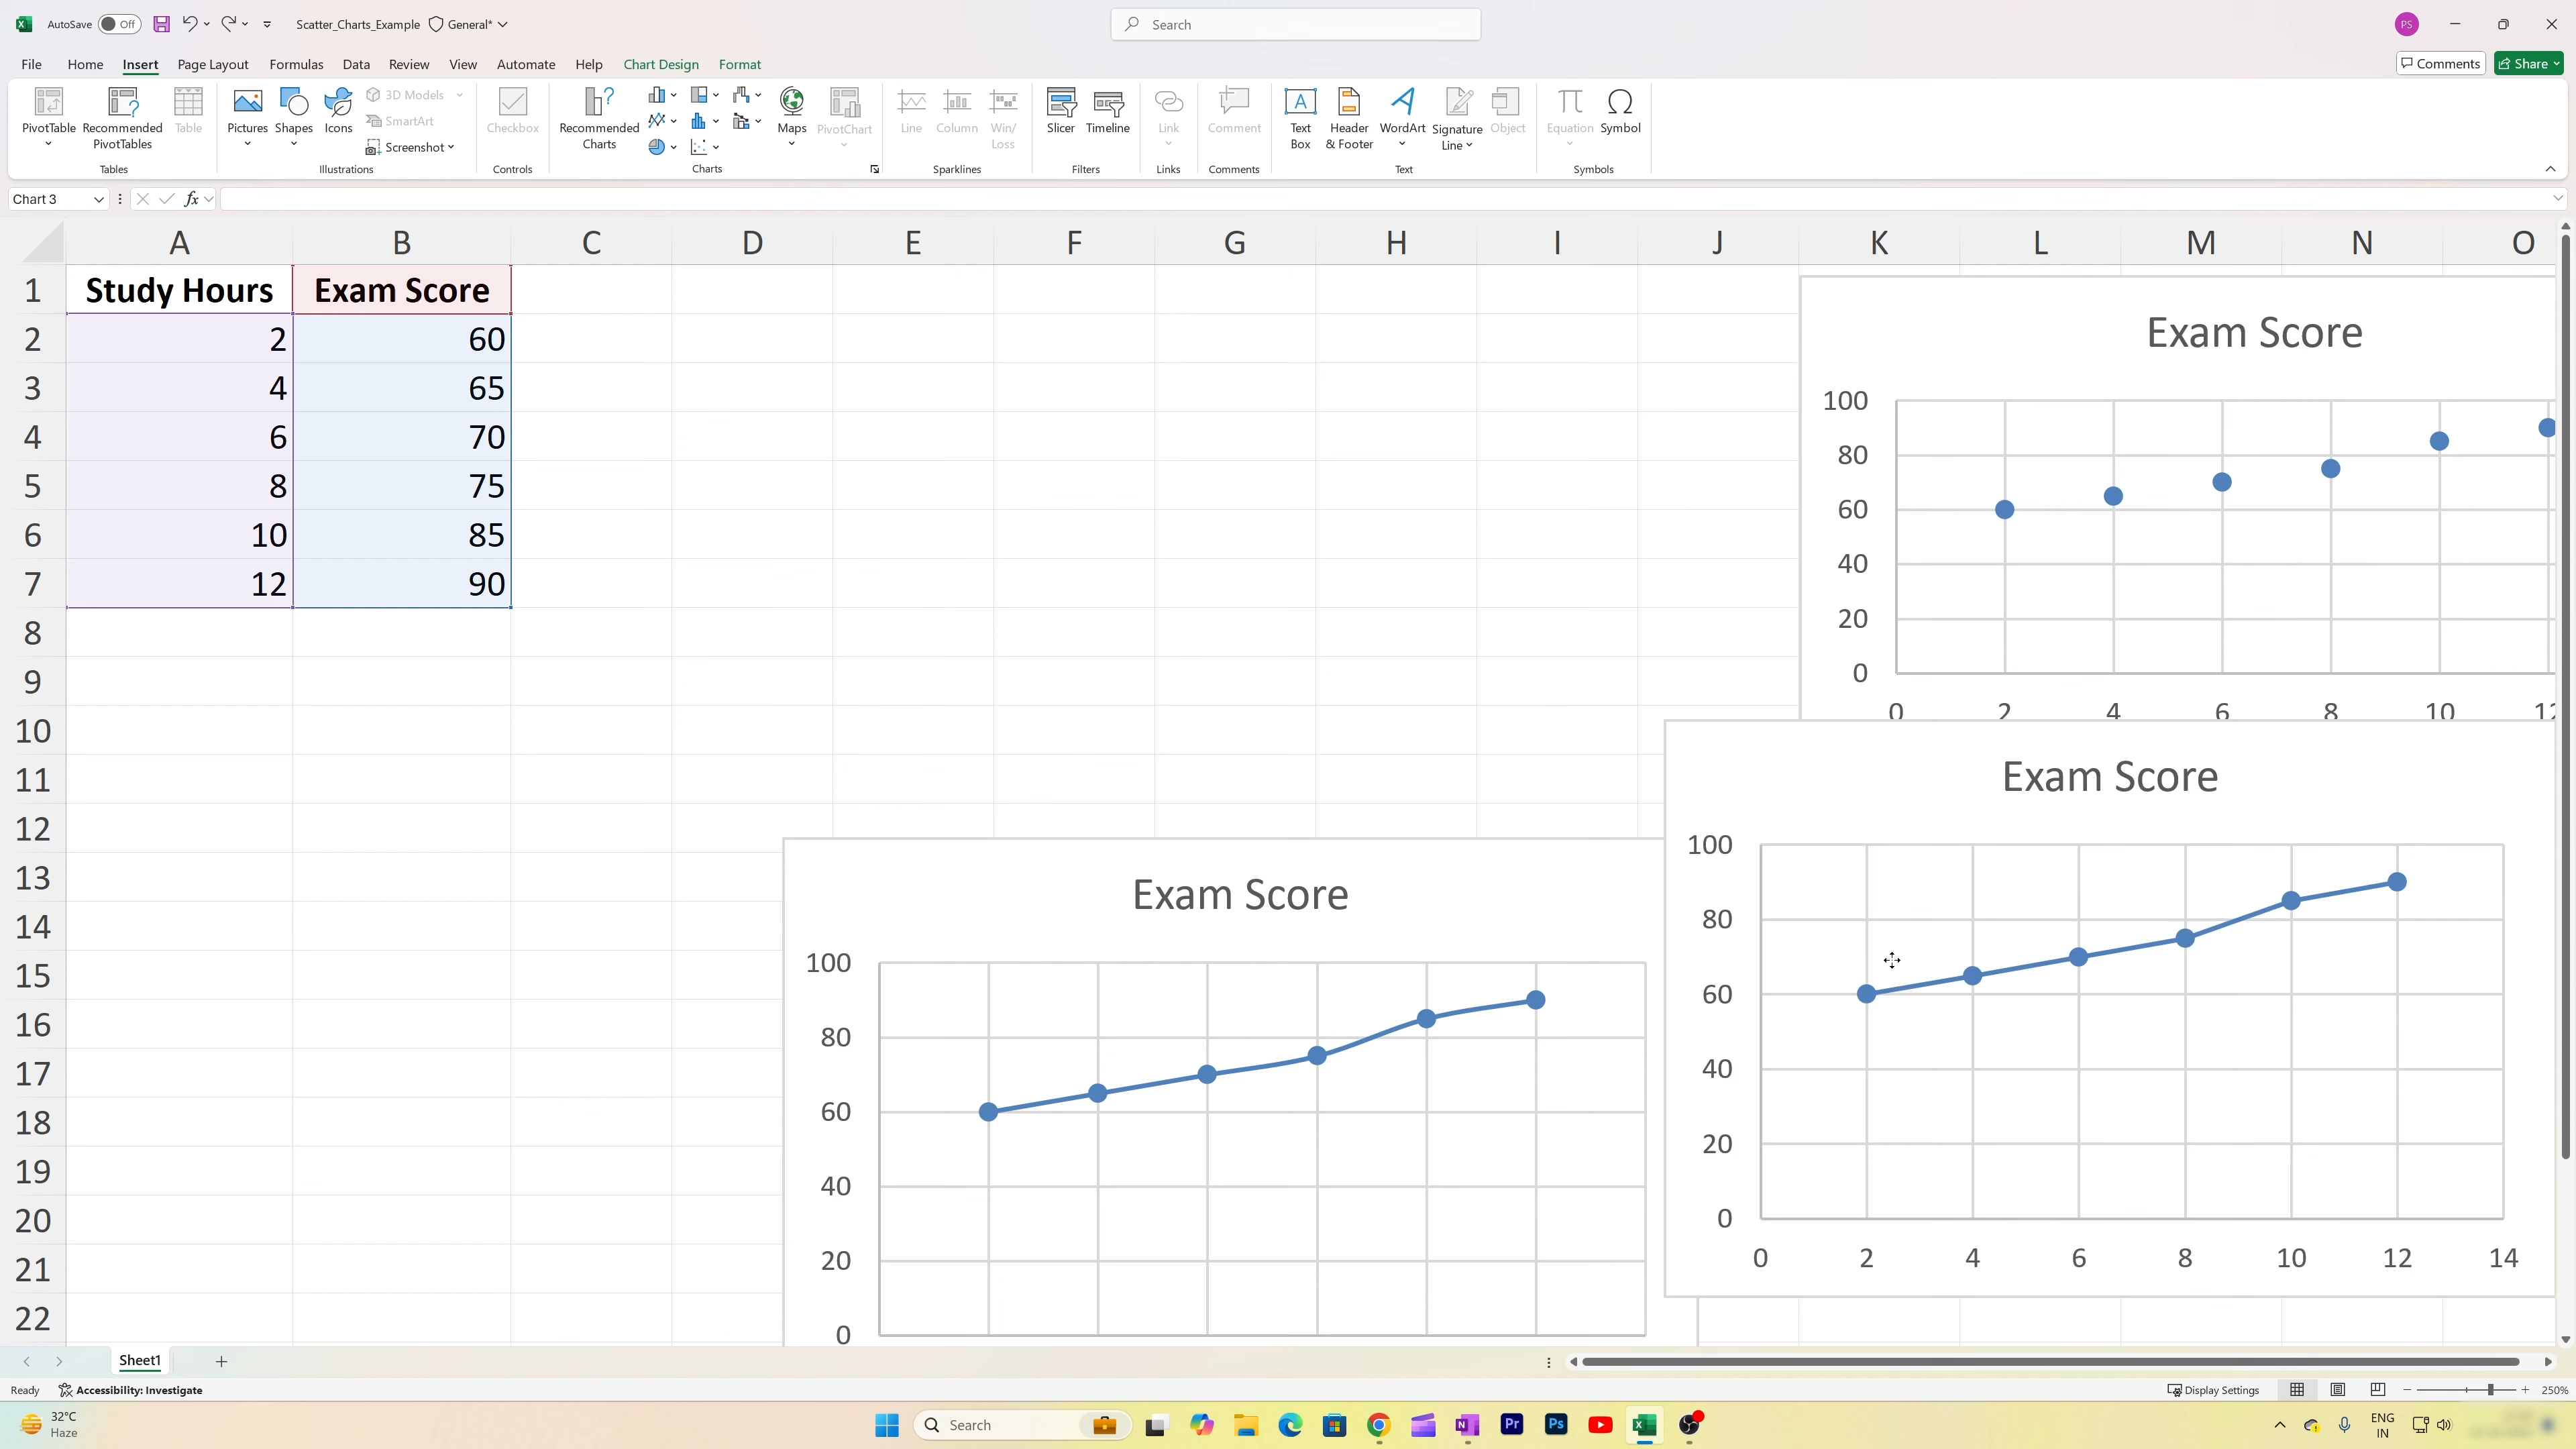 AutoSave Off Scatter_Charts_Example General* Search PS
File Home Insert Page Layout Formulas Data Review View Automate Help Chart Design Format Comments Share
PivotTable Recommended PivotTables Table Pictures Shapes Icons 3D Models SmartArt Screenshot Checkbox Recommended Charts Maps PivotChart Line Column Win/ Loss Slicer Timeline Link Comment Text Box Header & Footer WordArt Signature Line Object Equation Symbol
Tables Illustrations Controls Charts Sparklines Filters Links Comments Text Symbols
Chart 3 fx
A B C D E F G H I J K L M N O
1 Study Hours Exam Score
2 2 60
3 4 65
4 6 70
5 8 75
6 10 85
7 12 90
8
9
10
11
12
13
14
15
16
17
18
19
20
21
22
Exam Score
100
80
60
40
20
0
0 2 4 6 8 10 12
Exam Score
100
80
60
40
20
0
0 2 4 6 8 10 12 14
Exam Score
100
80
60
40
20
0
Sheet1
Ready Accessibility: Investigate Display Settings 250%
32°C
Haze
Search
N Pr Ps
ENG
IN